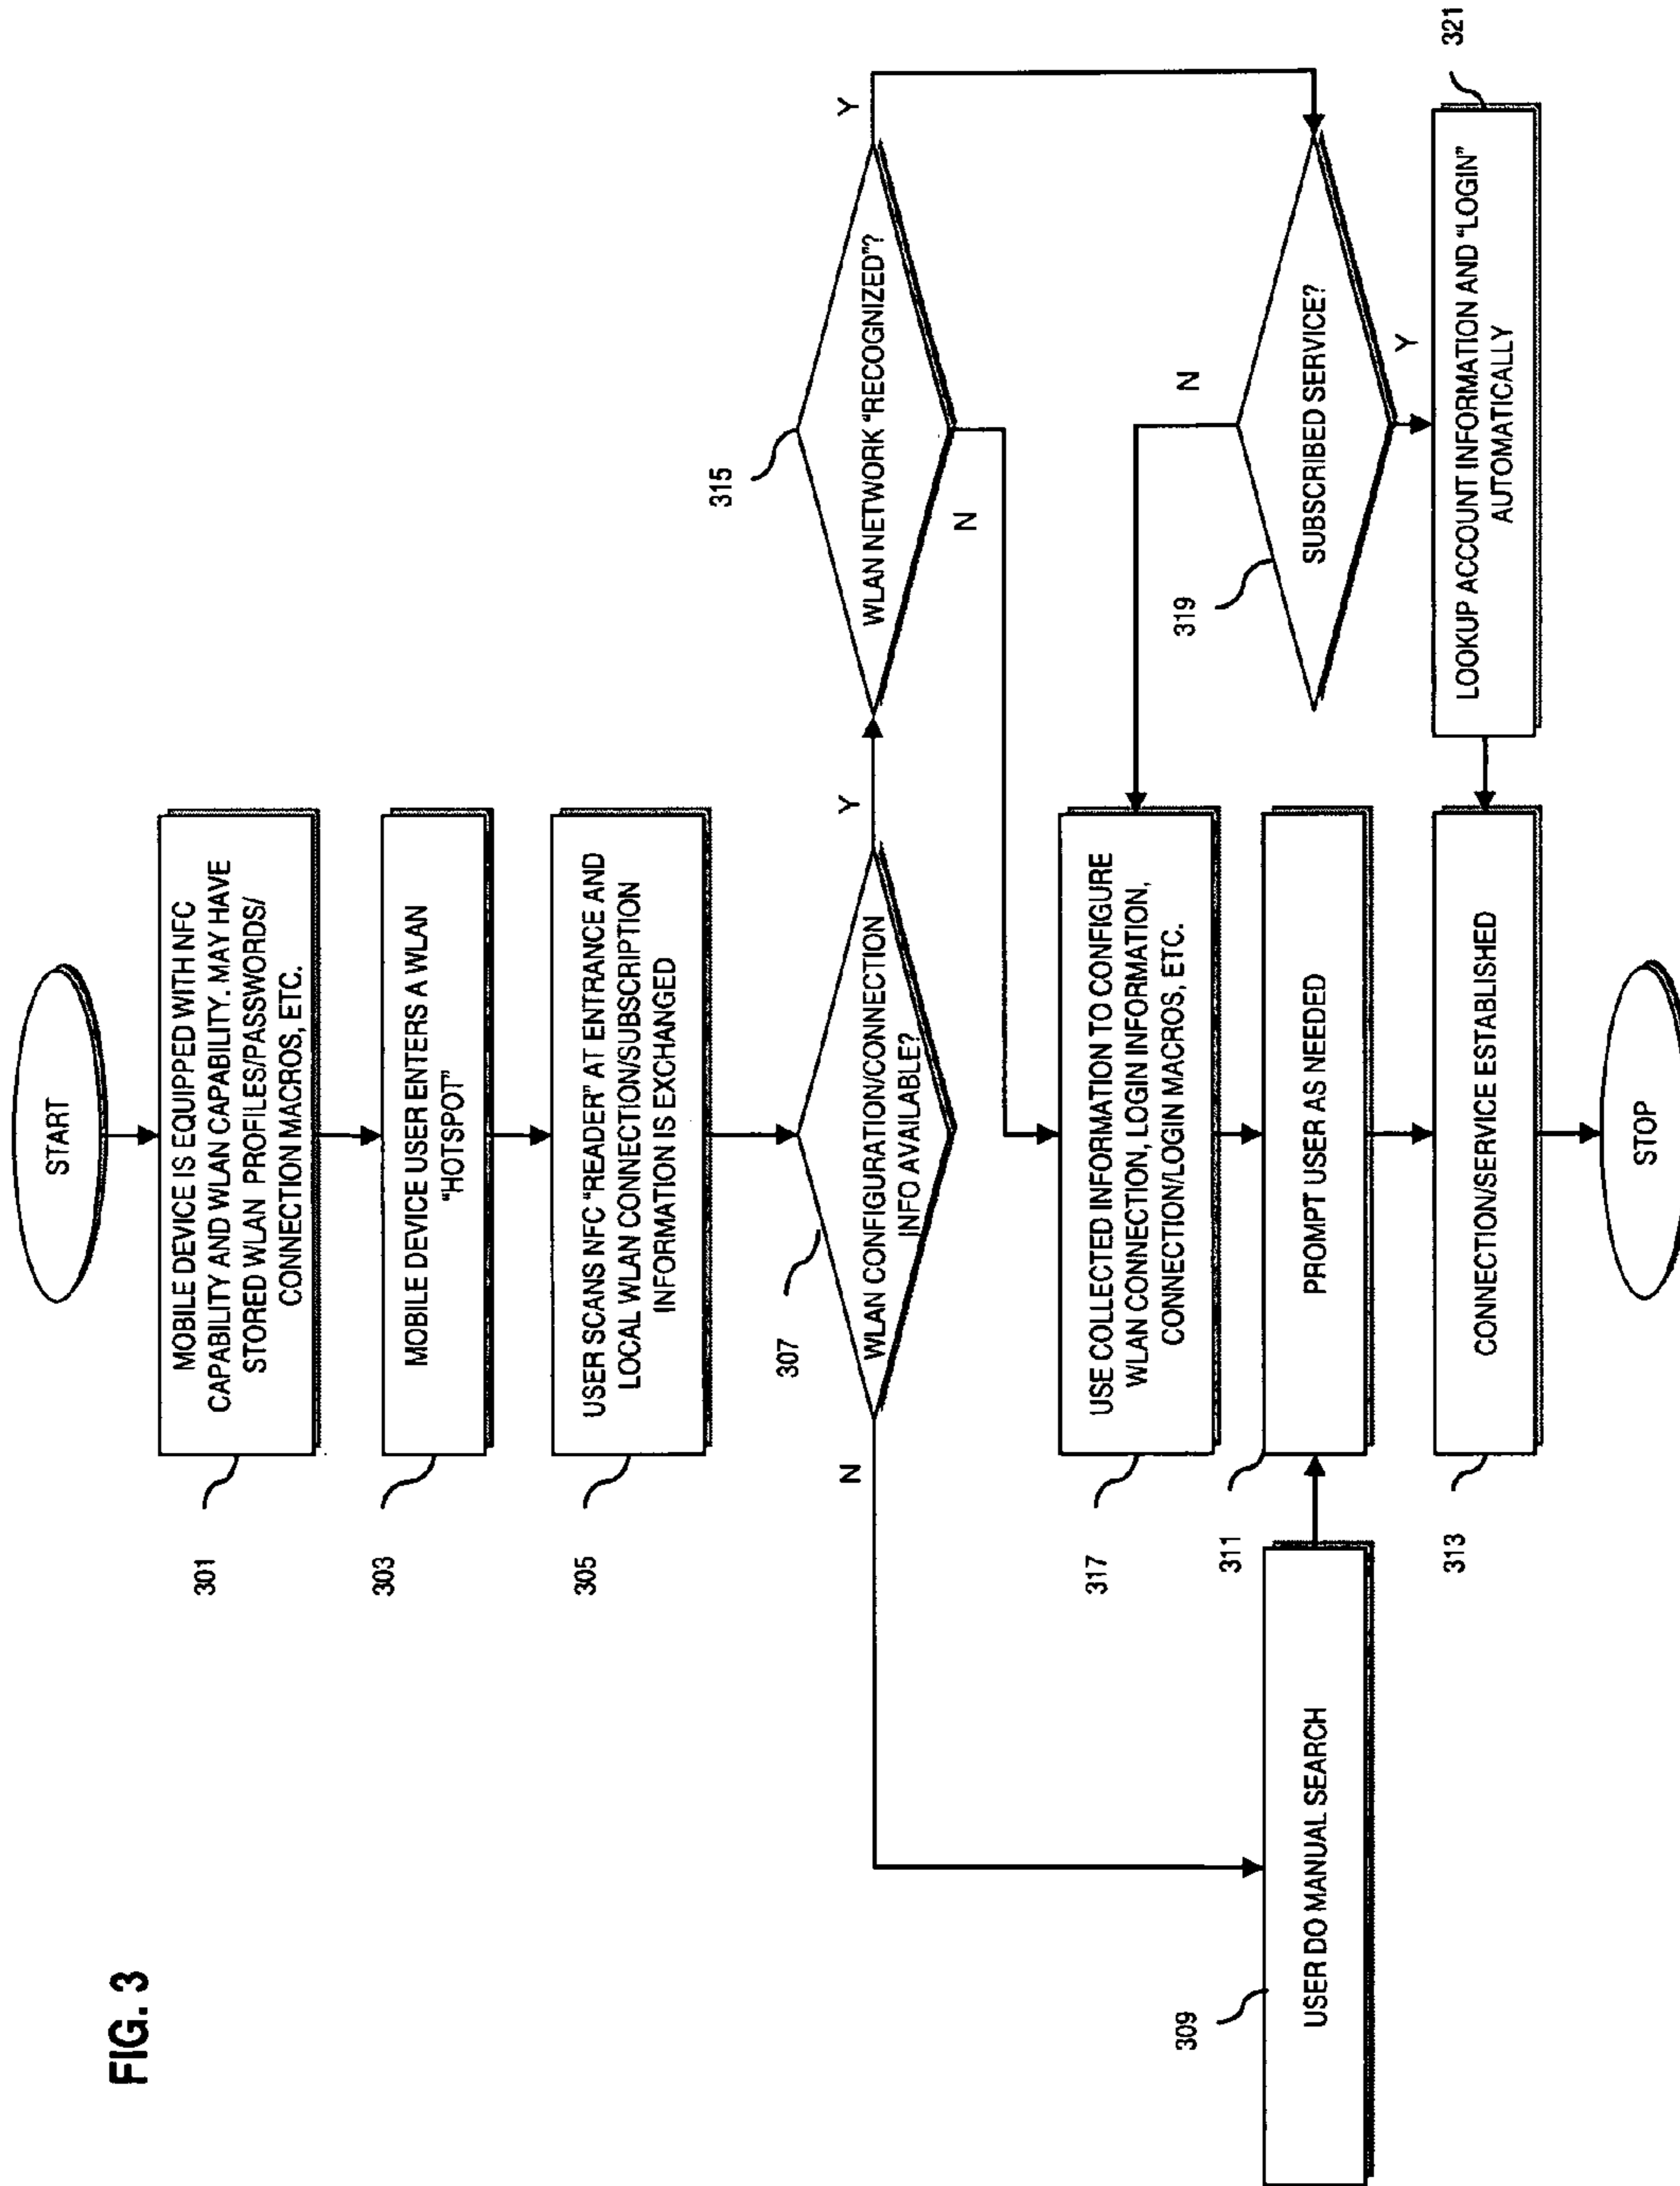 FIG. 3
START
MOBILE DEVICE IS EQUIPPED WITH NFC
CAPABILITY AND WLAN CAPABILITY. MAY HAVE
STORED WLAN PROFILES/PASSWORDS/
CONNECTION MACROS, ETC.
301
MOBILE DEVICE USER ENTERS A WLAN
"HOTSPOT"
303
USER SCANS NFC "READER" AT ENTRANCE AND
LOCAL WLAN CONNECTION/SUBSCRIPTION
INFORMATION IS EXCHANGED
305
WLAN CONFIGURATION/CONNECTION
INFO AVAILABLE?
307
N
Y
WLAN NETWORK "RECOGNIZED"?
315
Y
N
USE COLLECTED INFORMATION TO CONFIGURE
WLAN CONNECTION, LOGIN INFORMATION,
CONNECTION/LOGIN MACROS, ETC.
317
SUBSCRIBED SERVICE?
319
N
Y
USER DO MANUAL SEARCH
309
PROMPT USER AS NEEDED
311
LOOKUP ACCOUNT INFORMATION AND "LOGIN"
AUTOMATICALLY
321
CONNECTION/SERVICE ESTABLISHED
313
STOP